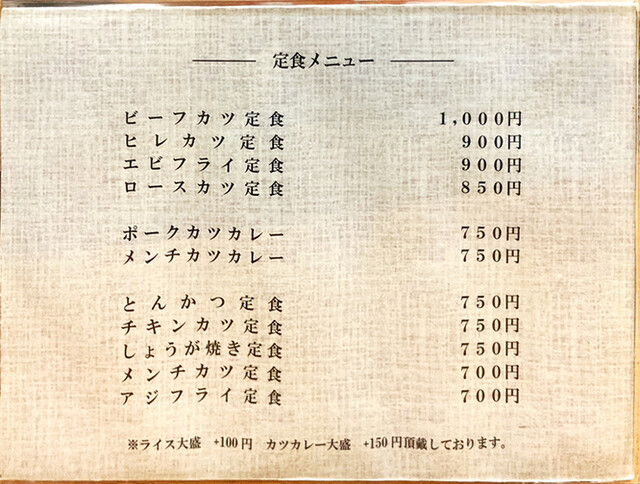 定食メニュー
ビーフカツ定食 1,000円
ヒレカツ定食 900円
エビフライ定食 900円
ロースカツ定食 850円
ポークカツカレー 750円
メンチカツカレー 750円
とんかつ定食 750円
チキンカツ定食 750円
しょうが焼き定食 750円
メンチカツ定食 700円
アジフライ定食 700円
※ライス大盛 +100円 カツカレー大盛 +150円頂戴しております。